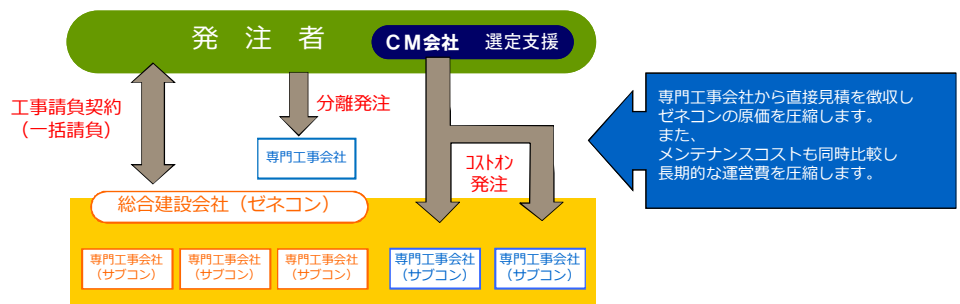 発 注 者
CM会社 選定支援
工事請負契約
（一括請負）
分離発注
専門工事会社
コストオン
発注
専門工事会社から直接見積を徴収し
ゼネコンの原価を圧縮します。
また、
メンテナンスコストも同時比較し
長期的な運営費を圧縮します。
総合建設会社（ゼネコン）
専門工事会社
（サブコン）
専門工事会社
（サブコン）
専門工事会社
（サブコン）
専門工事会社
（サブコン）
専門工事会社
（サブコン）